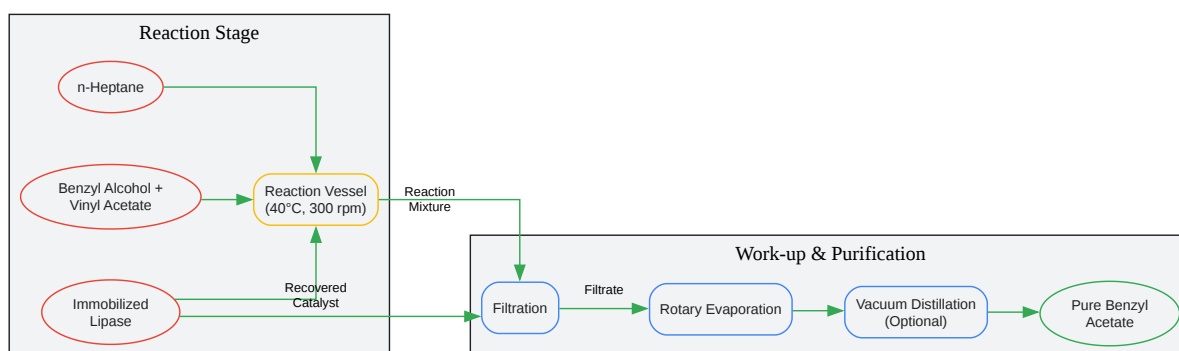 Reaction Stage
n-Heptane
Benzyl Alcohol +
Vinyl Acetate
Reaction Vessel
(40°C, 300 rpm)
Reaction
Mixture
Immobilized
Lipase
Recovered
Catalyst
Work-up & Purification
Filtration
Filtrate
Rotary Evaporation
Vacuum Distillation
(Optional)
Pure Benzyl
Acetate